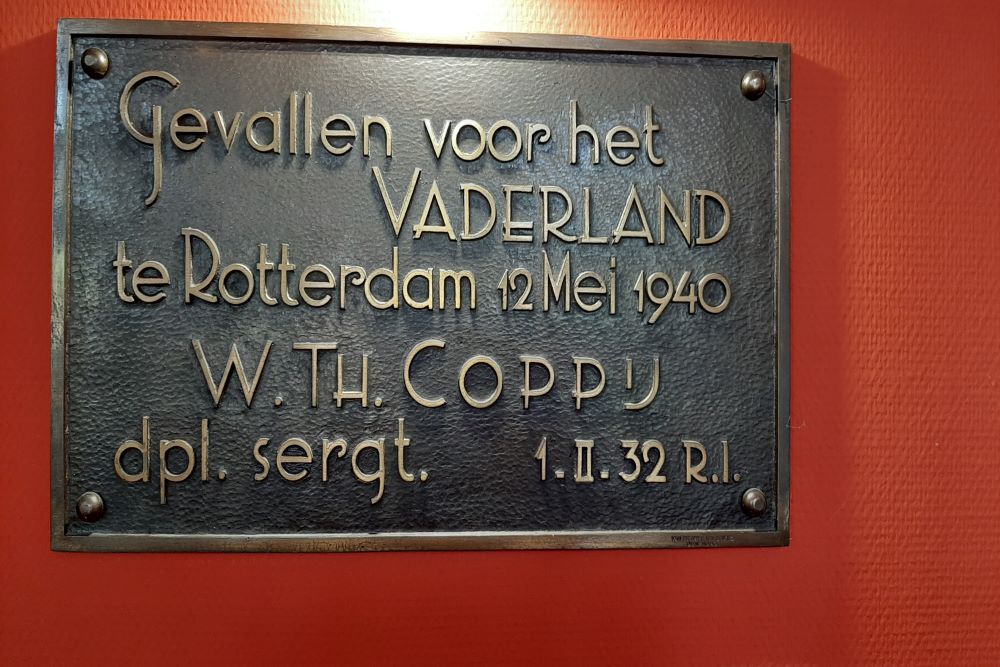 Gevallen voor het
VADERLAND
te Rotterdam 12 Mei 1940
W. TH. COPPIJ
dpl. sergt. 1.II.32 R.I.